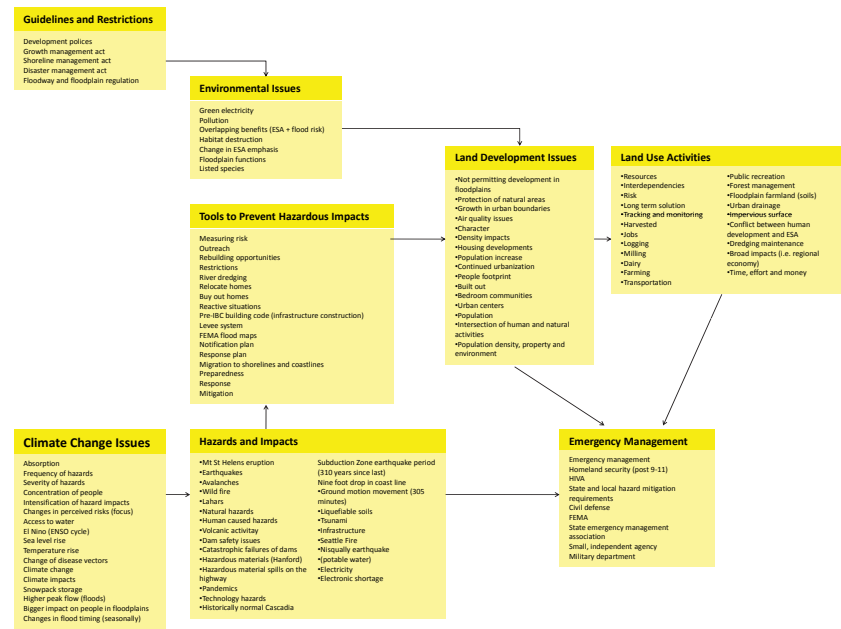 Guidelines and Restrictions
Development polices
Growth management act
Shoreline management act
Disaster management act
Floodway and floodplain regulation
Environmental Issues
Green electricity
Pollution
Overlapping benefits (ESA + flood risk)
Habitat destruction
Change in ESA emphasis
Floodplain functions
Listed species
Land Development Issues
•Not permitting development in
floodplains
•Protection of natural areas
•Growth in urban boundaries
•Air quality issues
•Character
•Density impacts
•Housing developments
•Population increase
•Continued urbanization
•People footprint
•Built out
•Bedroom communities
•Urban centers
•Population
•Intersection of human and natural
activities
•Population density, property and
environment
Land Use Activities
•Resources
•Interdependencies
•Risk
•Long term solution
•Tracking and monitoring
•Harvested
•Jobs
•Logging
•Milling
•Dairy
•Farming
•Transportation
•Public recreation
•Forest management
•Floodplain farmland (soils)
•Urban drainage
•Impervious surface
•Conflict between human
development and ESA
•Dredging maintenance
•Broad impacts (i.e. regional
economy)
•Time, effort and money
Tools to Prevent Hazardous Impacts
Measuring risk
Outreach
Rebuilding opportunities
Restrictions
River dredging
Relocate homes
Buy out homes
Reactive situations
Pre-IBC building code (infrastructure construction)
Levee system
FEMA flood maps
Notification plan
Response plan
Migration to shorelines and coastlines
Preparedness
Response
Mitigation
Climate Change Issues
Absorption
Frequency of hazards
Severity of hazards
Concentration of people
Intensification of hazard impacts
Changes in perceived risks (focus)
Access to water
El Nino (ENSO cycle)
Sea level rise
Temperature rise
Change of disease vectors
Climate change
Climate impacts
Snowpack storage
Higher peak flow (floods)
Bigger impact on people in floodplains
Changes in flood timing (seasonally)
Hazards and Impacts
•Mt St Helens eruption
•Earthquakes
•Avalanches
•Wild fire
•Lahars
•Natural hazards
•Human caused hazards
•Volcanic activitay
•Dam safety issues
•Catastrophic failures of dams
•Hazardous materials (Hanford)
•Hazardous material spills on the
highway
•Pandemics
•Technology hazards
•Historically normal Cascadia
Subduction Zone earthquake period
(310 years since last)
Nine foot drop in coast line
•Ground motion movement (305
minutes)
•Liquefiable soils
•Tsunami
•Infrastructure
•Seattle Fire
•Nisqually earthquake
•(potable water)
•Electricity
•Electronic shortage
Emergency Management
Emergency management
Homeland security (post 9-11)
HIVA
State and local hazard mitigation
requirements
Civil defense
FEMA
State emergency management
association
Small, independent agency
Military department